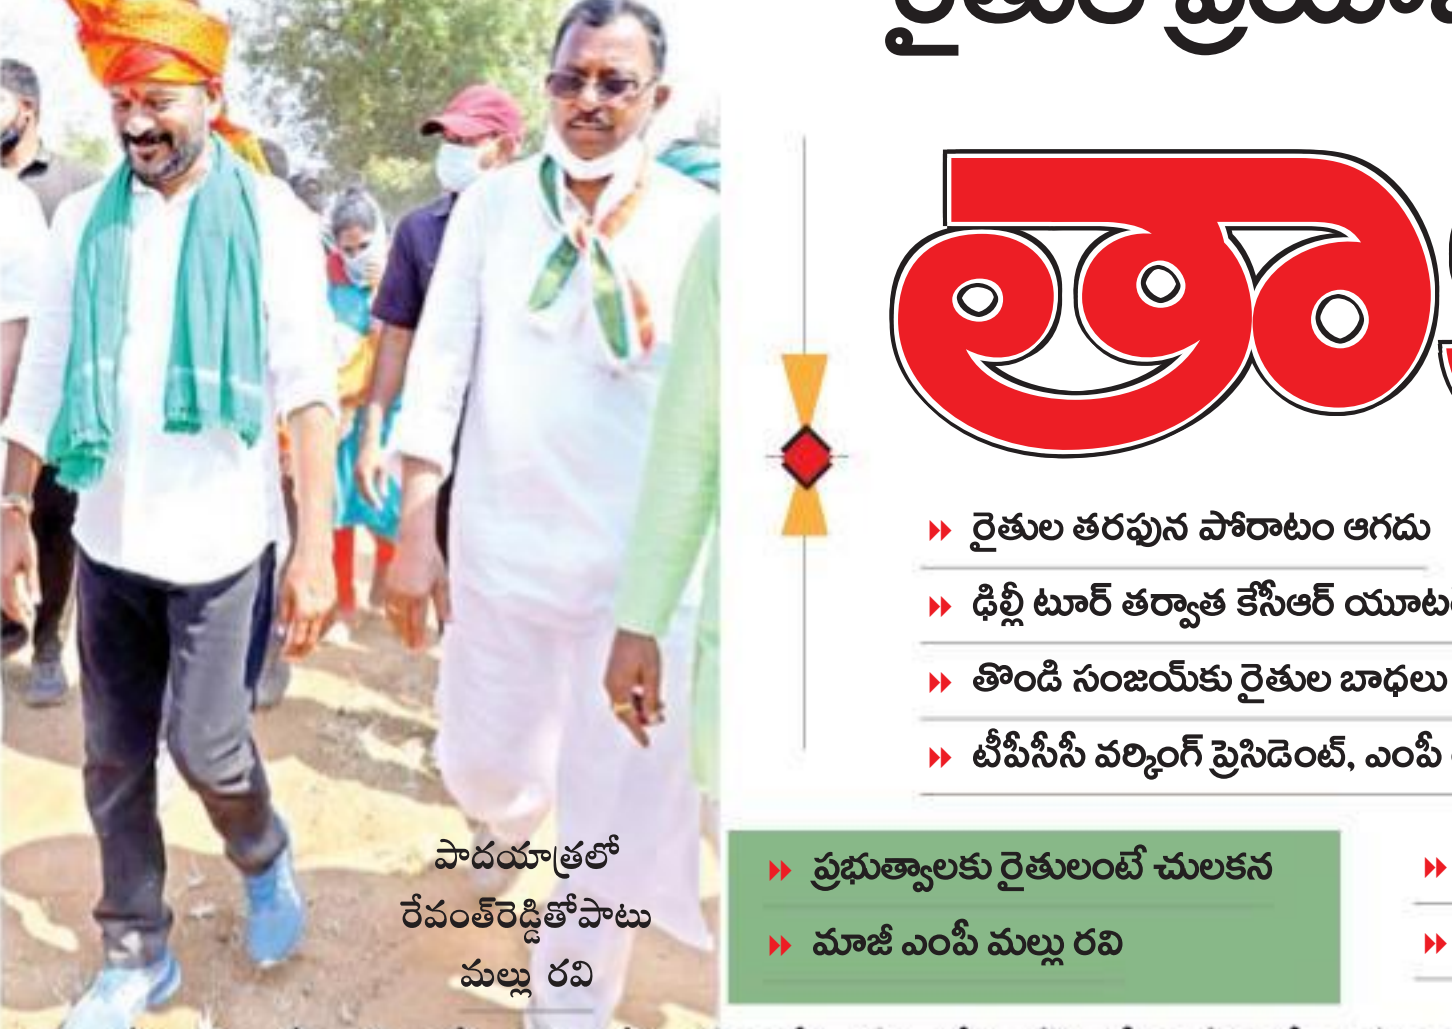 రైతుల
రైతుల తరఫున పోరాటం ఆగదు
ఢిల్లీ టూర్ తర్వాత కేసీఆర్
తొండి సంజయ్‌కు రైతుల బాధలు
టీపీసీసీ వర్కింగ్ ప్రెసిడెంట్, ఎంపీ
పాదయాత్రలో
రేవంత్‌రెడ్డితోపాటు
మల్లు రవి
ప్రభుత్వాలకు రైతులంటే చులకన
మాజీ ఎంపీ మల్లు రవి